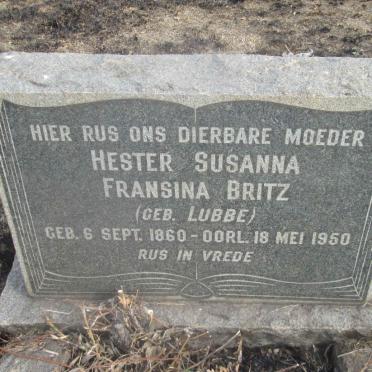 HIER RUS ONS DIERBARE MOEDER
HESTER SUSANNA
FRANSINA BRITZ
(GEB. LUBBE)
GEB. 6 SEPT. 1860 - OORL. 18 MEI 1950
RUS IN VREDE